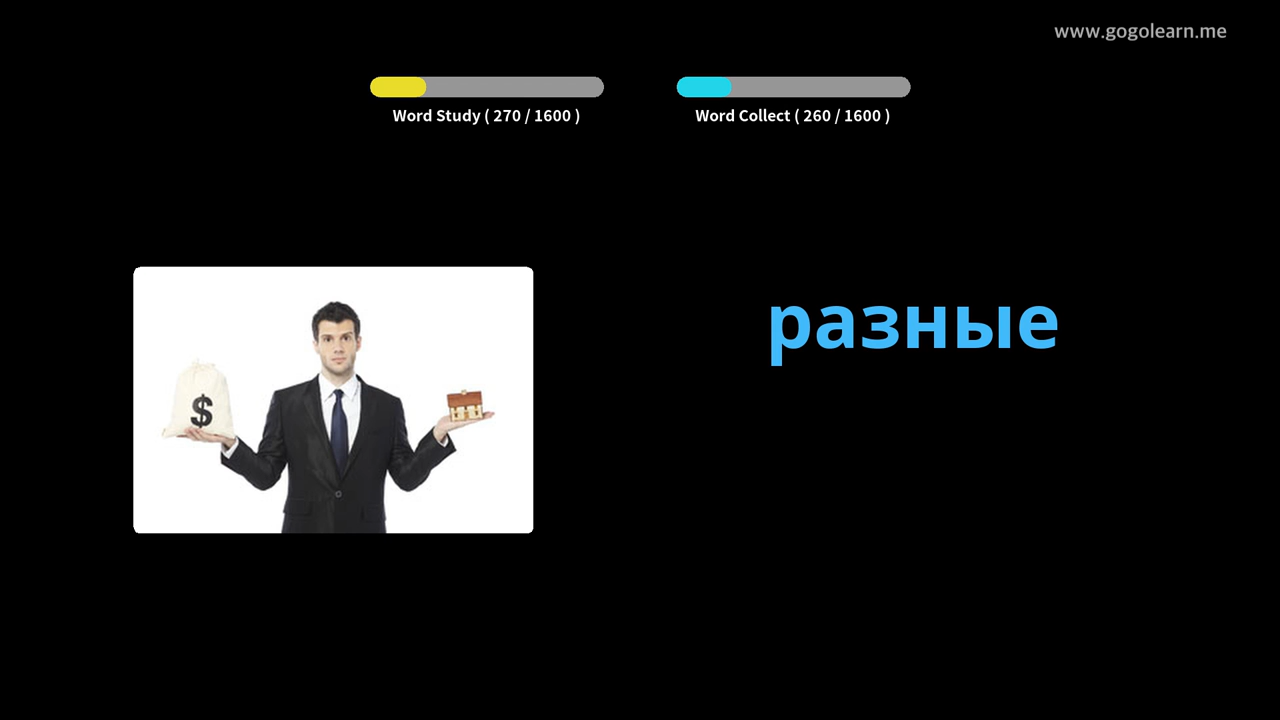 www.gogolearn.me
Word Study ( 270 / 1600 )
Word Collect ( 260 / 1600 )
$
разные